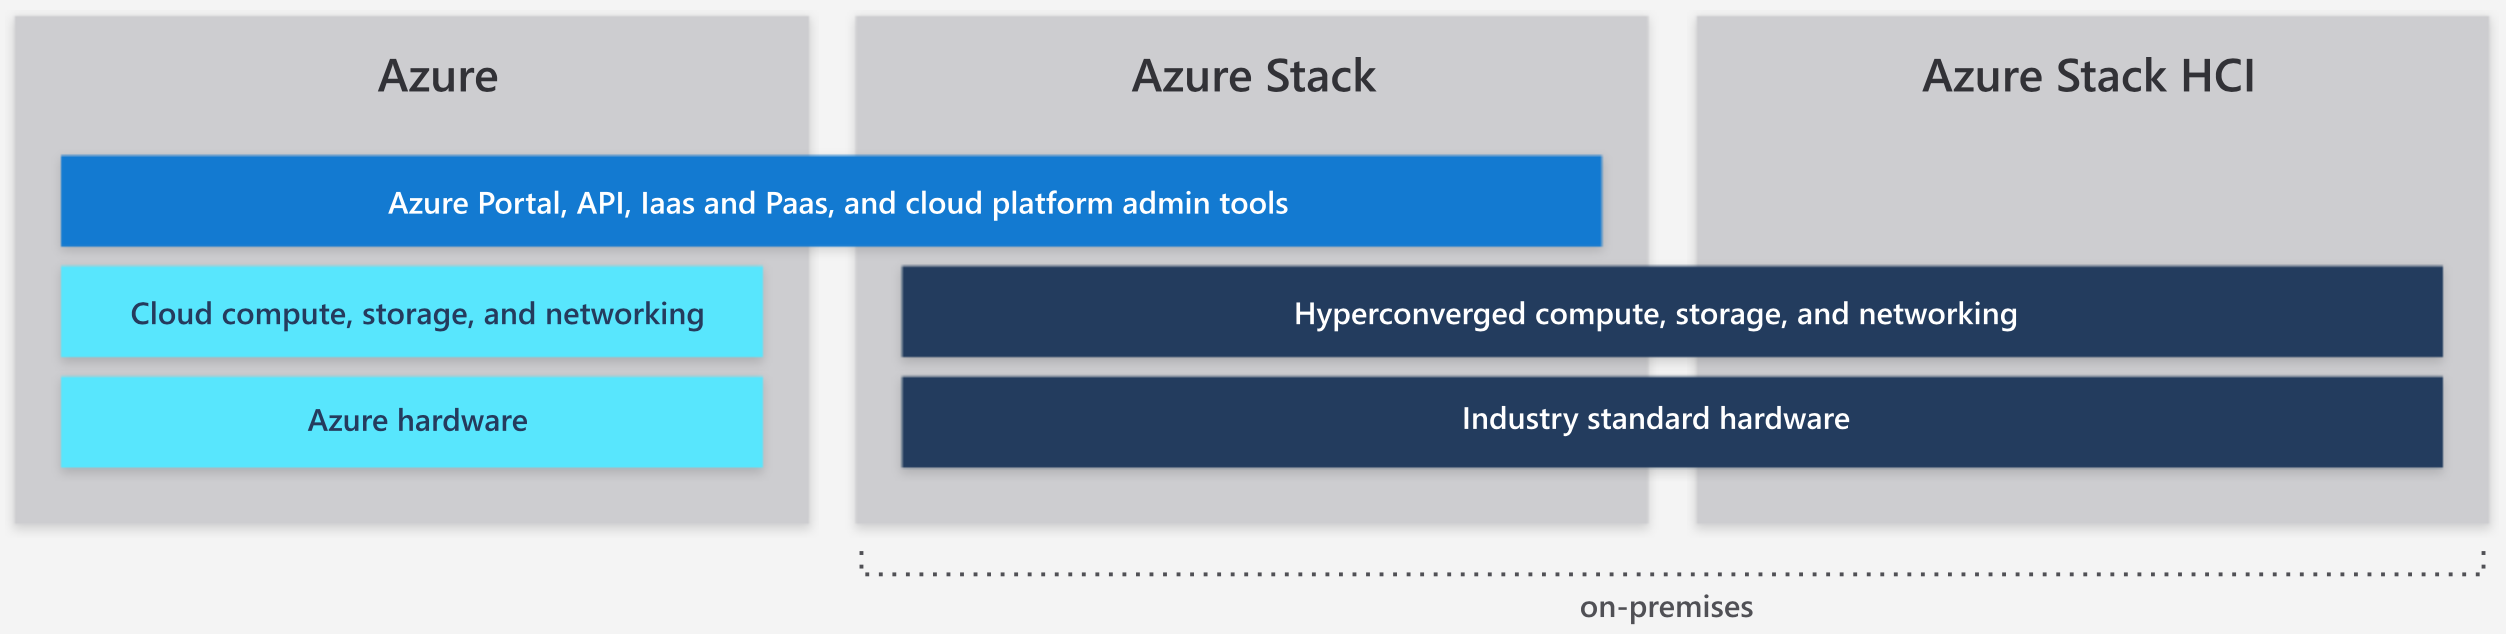 Azure
Azure Stack
Azure Stack HCI
Azure Portal, API, Iaas and Paas, and cloud platform admin tools
Cloud compute, storage, and networking
Hyperconverged compute, storage, and networking
Azure hardware
Industry standard hardware
on-premises